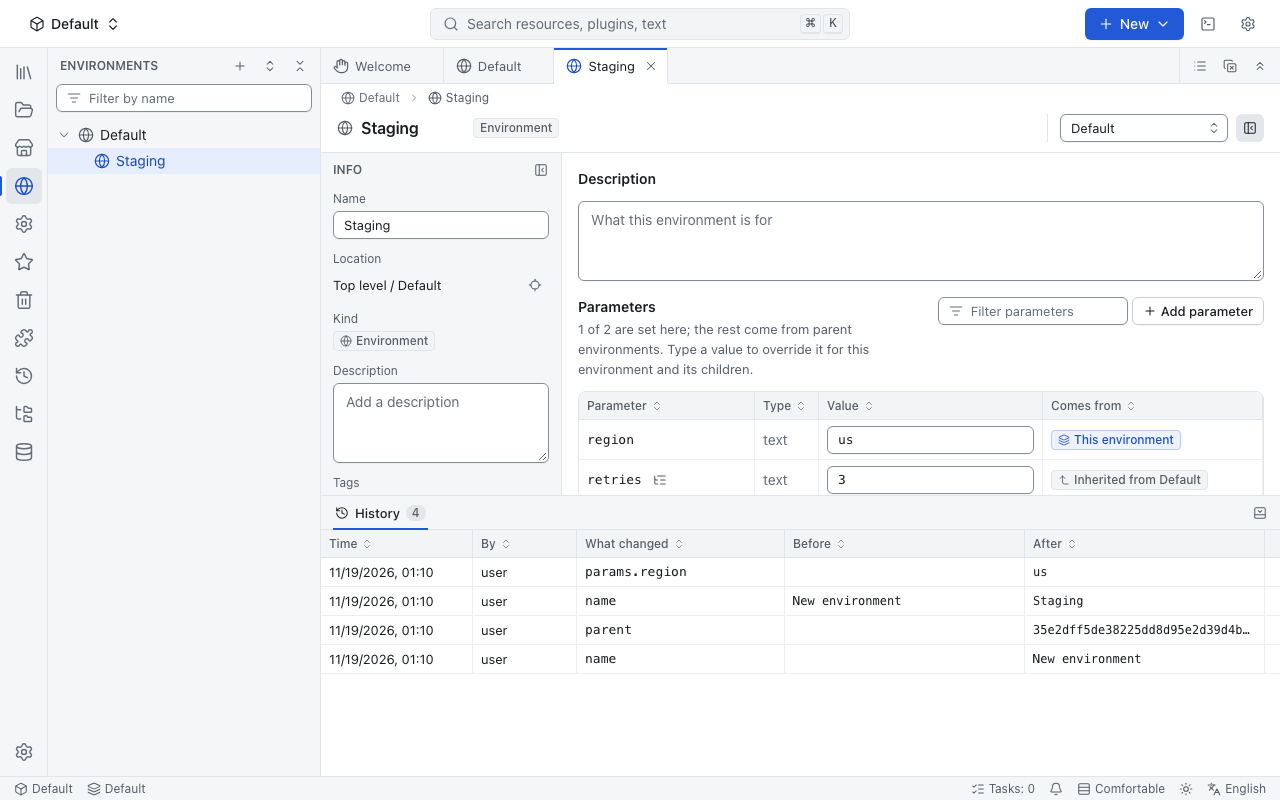 Default
Search resources, plugins, text
⌘ K
New
ENVIRONMENTS
Filter by name
Default
Staging
Welcome
Default
Staging
Default
Staging
Staging
Environment
Default
INFO
Name
Staging
Location
Top level / Default
Kind
Environment
Description
Add a description
Tags
Description
What this environment is for
Parameters
1 of 2 are set here; the rest come from parent
environments. Type a value to override it for this
environment and its children.
Filter parameters
Add parameter
Parameter Type Value Comes from
region text us This environment
retries text 3 Inherited from Default
History 4
Time By What changed Before After
11/19/2026, 01:10 user params.region us
11/19/2026, 01:10 user name New environment Staging
11/19/2026, 01:10 user parent 35e2dff5de38225dd8d95e2d39d4b…
11/19/2026, 01:10 user name New environment
Default Default Tasks: 0 Comfortable English